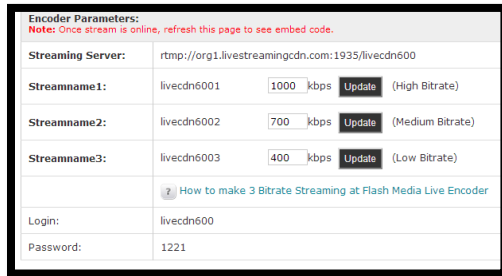 Encoder Parameters:
Note: Once stream is online, refresh this page to see embed code.
Streaming Server: rtmp://org1.livestreamingcdn.com:1935/livecdn600
Streamname1: livecdn6001 1000 kbps Update (High Bitrate)
Streamname2: livecdn6002 700 kbps Update (Medium Bitrate)
Streamname3: livecdn6003 400 kbps Update (Low Bitrate)
? How to make 3 Bitrate Streaming at Flash Media Live Encoder
Login: livecdn600
Password: 1221